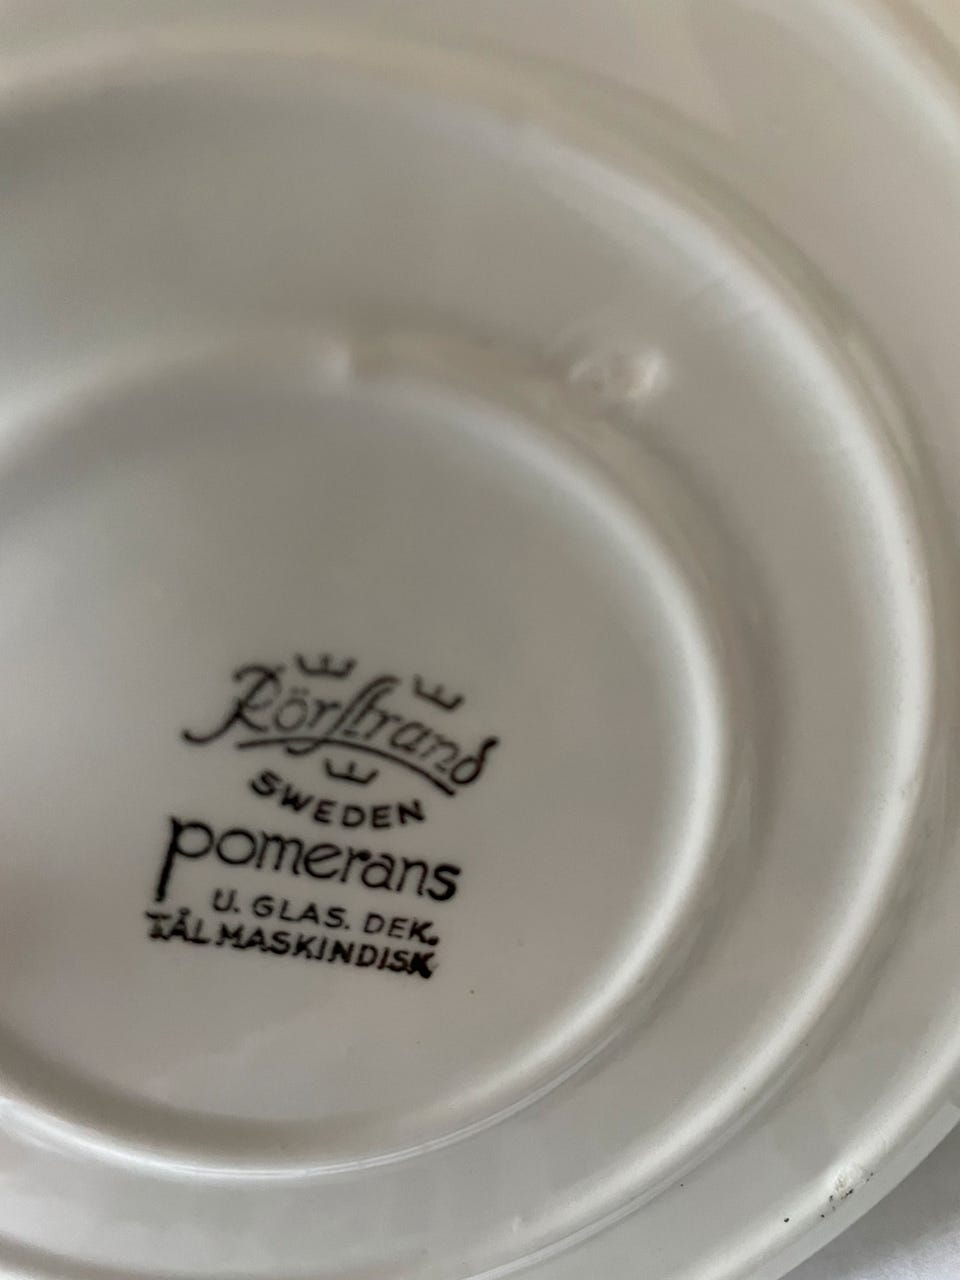 Rörstrand
SWEDEN
pomerans
U. GLAS. DEK.
TÅL MASKINDISK